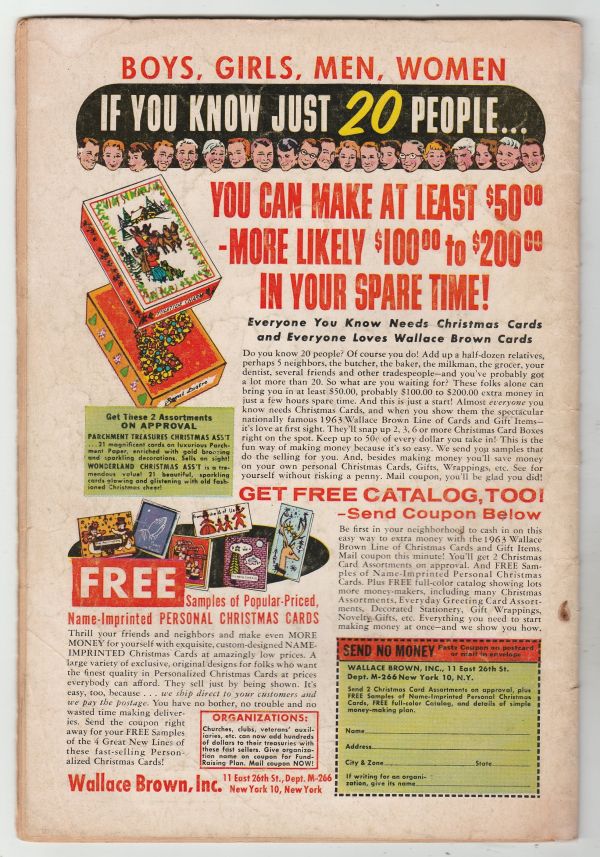 BOYS, GIRLS, MEN, WOMEN
IF YOU KNOW JUST 20 PEOPLE...
YOU CAN MAKE AT LEAST $50.00
-MORE LIKELY $100.00 to $200.00
IN YOUR SPARE TIME!
Everyone You Know Needs Christmas Cards
and Everyone Loves Wallace Brown Cards
Do you know 20 people? Of course you do! Add up a half-dozen relatives,
perhaps 5 neighbors, the butcher, the baker, the milkman, the grocer, your
dentist, several friends and other tradespeople—and you've probably got
a lot more than 20. So what are you waiting for? These folks alone can
bring you in at least $50.00, probably $100.00 to $200.00 extra money in
just a few hours spare time. And this is just a start! Almost everyone you
know needs Christmas Cards, and when you show them the spectacular
nationally famous 1963 Wallace Brown Line of Cards and Gift Items—
it's love at first sight. They'll snap up 2, 3, 6 or more Christmas Card Boxes
right on the spot. Keep up to 50¢ of every dollar you take in! This is the
fun way of making money because it's so easy. We send you samples that
do the selling for you. And, besides making money you'll save money
on your own personal Christmas Cards, Gifts, Wrappings, etc. See for
yourself without risking a penny. Mail coupon, you'll be glad you did!
Get These 2 Assortments
ON APPROVAL
PARCHMENT TREASURES CHRISTMAS ASS'T
... 21 magnificent cards on luxurious Parch-
ment Paper, enriched with gold bronzing
and sparkling decorations. Sells on sight!
WONDERLAND CHRISTMAS ASS'T is a tre-
mendous value! 21 beautiful, sparkling
cards glowing and glistening with old fash-
ioned Christmas cheer!
GET FREE CATALOG, TOO!
-Send Coupon Below
Be first in your neighborhood to cash in on this
easy way to extra money with the 1963 Wallace
Brown Line of Christmas Cards and Gift Items.
Mail coupon this minute! You'll get 2 Christmas
Card Assortments on approval. And FREE Sam-
ples of Name-Imprinted Personal Christmas
Cards. Plus FREE full-color catalog showing lots
more money-makers, including many Christmas
Assortments, Everyday Greeting Card Assort-
ments, Decorated Stationery, Gift Wrappings,
Novelty Gifts, etc. Everything you need to start
making money at once—and we show you how.
FREE
Samples of Popular-Priced,
Name-Imprinted PERSONAL CHRISTMAS CARDS
Thrill your friends and neighbors and make even MORE
MONEY for yourself with exquisite, custom-designed NAME-
IMPRINTED Christmas Cards at amazingly low prices. A
large variety of exclusive, original designs for folks who want
the finest quality in Personalized Christmas Cards at prices
everybody can afford. They sell just by being shown. It's
easy, too, because ... we ship direct to your customers and
we pay the postage. You have no bother, no trouble and no
wasted time making deliver-
ies. Send the coupon right
away for your FREE Samples
of the 4 Great New Lines of
these fast-selling Person-
alized Christmas Cards!
ORGANIZATIONS:
Churches, clubs, veterans' auxil-
iaries, etc. can now add hundreds
of dollars to their treasuries with
these fast sellers. Give organiza-
tion name on coupon for Fund-
Raising Plan. Mail coupon NOW!
Wallace Brown, Inc. 11 East 26th St., Dept. M-266
New York 10, New York
SEND NO MONEY Paste Coupon on postcard
or mail in envelope
WALLACE BROWN, INC., 11 East 26th St.
Dept. M-266 New York 10, N.Y.
Send 2 Christmas Card Assortments on approval, plus
FREE Samples of Name-Imprinted Personal Christmas
Cards, FREE full-color Catalog, and details of simple
money-making plan.
Name
Address
City & Zone State
If writing for an organi-
zation, give its name